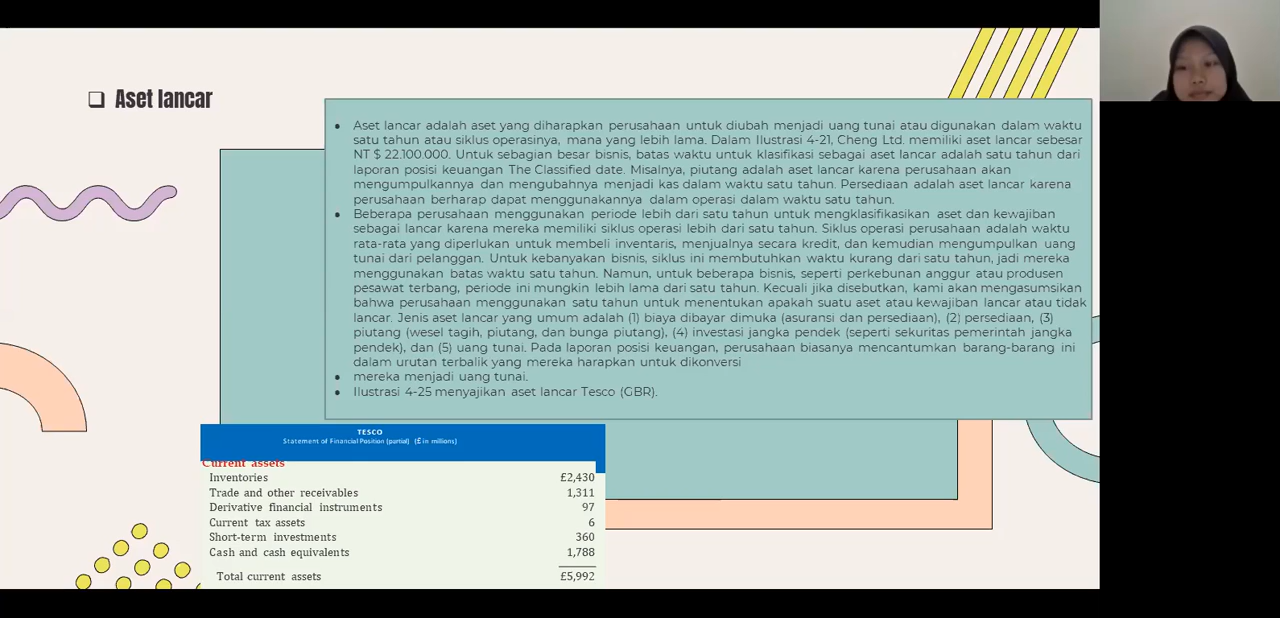 Aset lancar
Aset lancar adalah aset yang diharapkan perusahaan untuk diubah menjadi uang tunai atau digunakan dalam waktu
satu tahun atau siklus operasinya, mana yang lebih lama. Dalam Ilustrasi 4-21, Cheng Ltd. memiliki aset lancar sebesar
NT $ 22.100.000. Untuk sebagian besar bisnis, batas waktu untuk klasifikasi sebagai aset lancar adalah satu tahun dari
laporan posisi keuangan The Classified date. Misalnya, piutang adalah aset lancar karena perusahaan akan
mengumpulkannya dan mengubahnya menjadi kas dalam waktu satu tahun. Persediaan adalah aset lancar karena
perusahaan berharap dapat menggunakannya dalam operasi dalam waktu satu tahun.
Beberapa perusahaan menggunakan periode lebih dari satu tahun untuk mengklasifikasikan aset dan kewajiban
sebagai lancar karena mereka memiliki siklus operasi lebih dari satu tahun. Siklus operasi perusahaan adalah waktu
rata-rata yang diperlukan untuk membeli inventaris, menjualnya secara kredit, dan kemudian mengumpulkan uang
tunai dari pelanggan. Untuk kebanyakan bisnis, siklus ini membutuhkan waktu kurang dari satu tahun, jadi mereka
menggunakan batas waktu satu tahun. Namun, untuk beberapa bisnis, seperti perkebunan anggur atau produsen
pesawat terbang, periode ini mungkin lebih lama dari satu tahun. Kecuali jika disebutkan, kami akan mengasumsikan
bahwa perusahaan menggunakan satu tahun untuk menentukan apakah suatu aset atau kewajiban lancar atau tidak
lancar. Jenis aset lancar yang umum adalah (1) biaya dibayar dimuka (asuransi dan persediaan), (2) persediaan, (3)
piutang (wesel tagih, piutang, dan bunga piutang), (4) investasi jangka pendek (seperti sekuritas pemerintah jangka
pendek), dan (5) uang tunai. Pada laporan posisi keuangan, perusahaan biasanya mencantumkan barang-barang ini
dalam urutan terbalik yang mereka harapkan untuk dikonversi
mereka menjadi uang tunai.
Ilustrasi 4-25 menyajikan aset lancar Tesco (GBR).
TESCO
Statement of Financial Position (partial) (£ in millions)
Current assets
Inventories £2,430
Trade and other receivables 1,311
Derivative financial instruments 97
Current tax assets 6
Short-term investments 360
Cash and cash equivalents 1,788
Total current assets £5,992